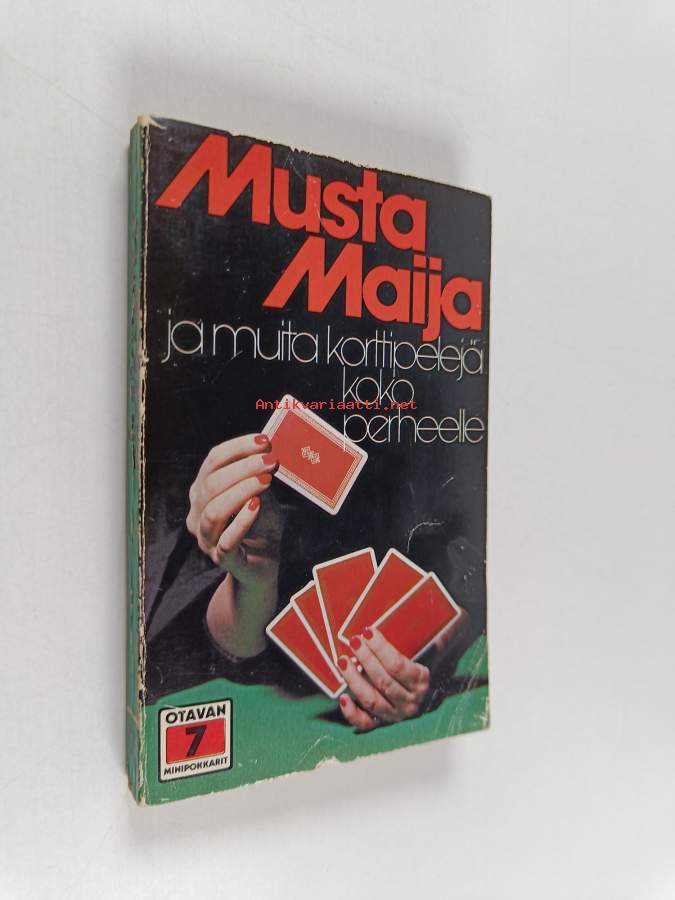 Musta
Maija
ja muita korttipelejä
koko
Antikvariaatti.net
perheelle
OTAVAN
7
MINIPOKKARIT